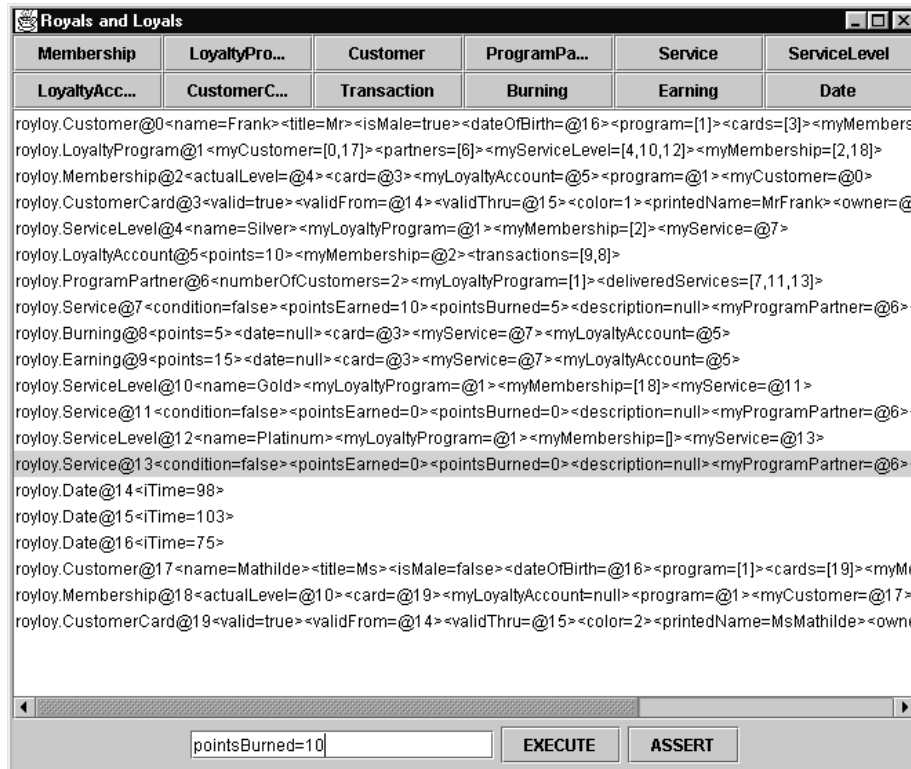 Royals and Loyals
Membership LoyaltyPro... Customer ProgramPa... Service ServiceLevel
LoyaltyAcc... CustomerC... Transaction Burning Earning Date
royloy.Customer@0<name=Frank><title=Mr><isMale=true><dateOfBirth=@16><program=[1]><cards=[3]><myMembers
royloy.LoyaltyProgram@1<myCustomer=[0,17]><partners=[6]><myServiceLevel=[4,10,12]><myMembership=[2,18]>
royloy.Membership@2<actualLevel=@4><card=@3><myLoyaltyAccount=@5><program=@1><myCustomer=@0>
royloy.CustomerCard@3<valid=true><validFrom=@14><validThru=@15><color=1><printedName=MrFrank><owner=@
royloy.ServiceLevel@4<name=Silver><myLoyaltyProgram=@1><myMembership=[2]><myService=@7>
royloy.LoyaltyAccount@5<points=10><myMembership=@2><transactions=[9,8]>
royloy.ProgramPartner@6<numberOfCustomers=2><myLoyaltyProgram=[1]><deliveredServices=[7,11,13]>
royloy.Service@7<condition=false><pointsEarned=10><pointsBurned=5><description=null><myProgramPartner=@6><
royloy.Burning@8<points=5><date=null><card=@3><myService=@7><myLoyaltyAccount=@5>
royloy.Earning@9<points=15><date=null><card=@3><myService=@7><myLoyaltyAccount=@5>
royloy.ServiceLevel@10<name=Gold><myLoyaltyProgram=@1><myMembership=[18]><myService=@11>
royloy.Service@11<condition=false><pointsEarned=0><pointsBurned=0><description=null><myProgramPartner=@6><
royloy.ServiceLevel@12<name=Platinum><myLoyaltyProgram=@1><myMembership=[]><myService=@13>
royloy.Service@13<condition=false><pointsEarned=0><pointsBurned=0><description=null><myProgramPartner=@6><
royloy.Date@14<iTime=98>
royloy.Date@15<iTime=103>
royloy.Date@16<iTime=75>
royloy.Customer@17<name=Mathilde><title=Ms><isMale=false><dateOfBirth=@16><program=[1]><cards=[19]><myMe
royloy.Membership@18<actualLevel=@10><card=@19><myLoyaltyAccount=null><program=@1><myCustomer=@17>
royloy.CustomerCard@19<valid=true><validFrom=@14><validThru=@15><color=2><printedName=MsMathilde><owne
pointsBurned=10 EXECUTE ASSERT